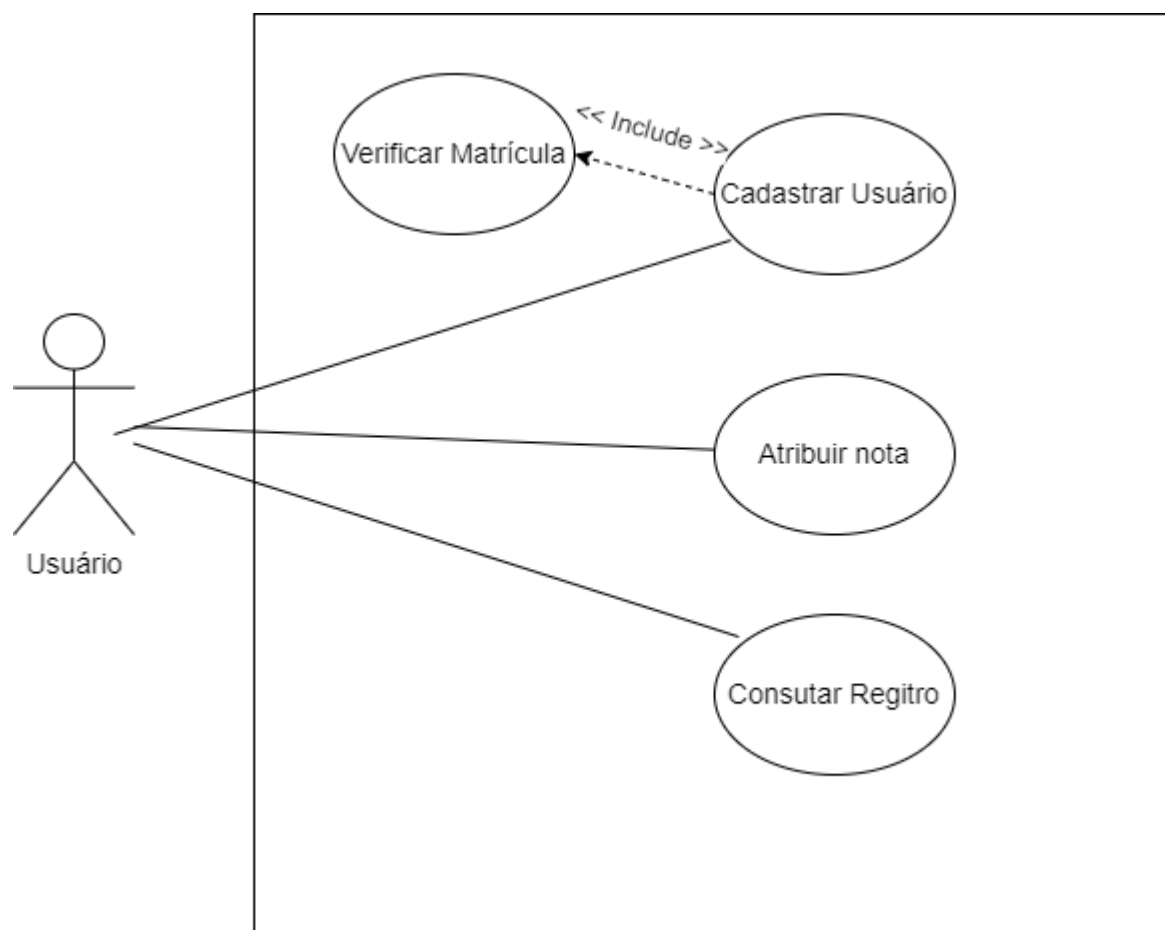 << Include >>
Verificar Matrícula
Cadastrar Usuário
Atribuir nota
Usuário
Consutar Regitro